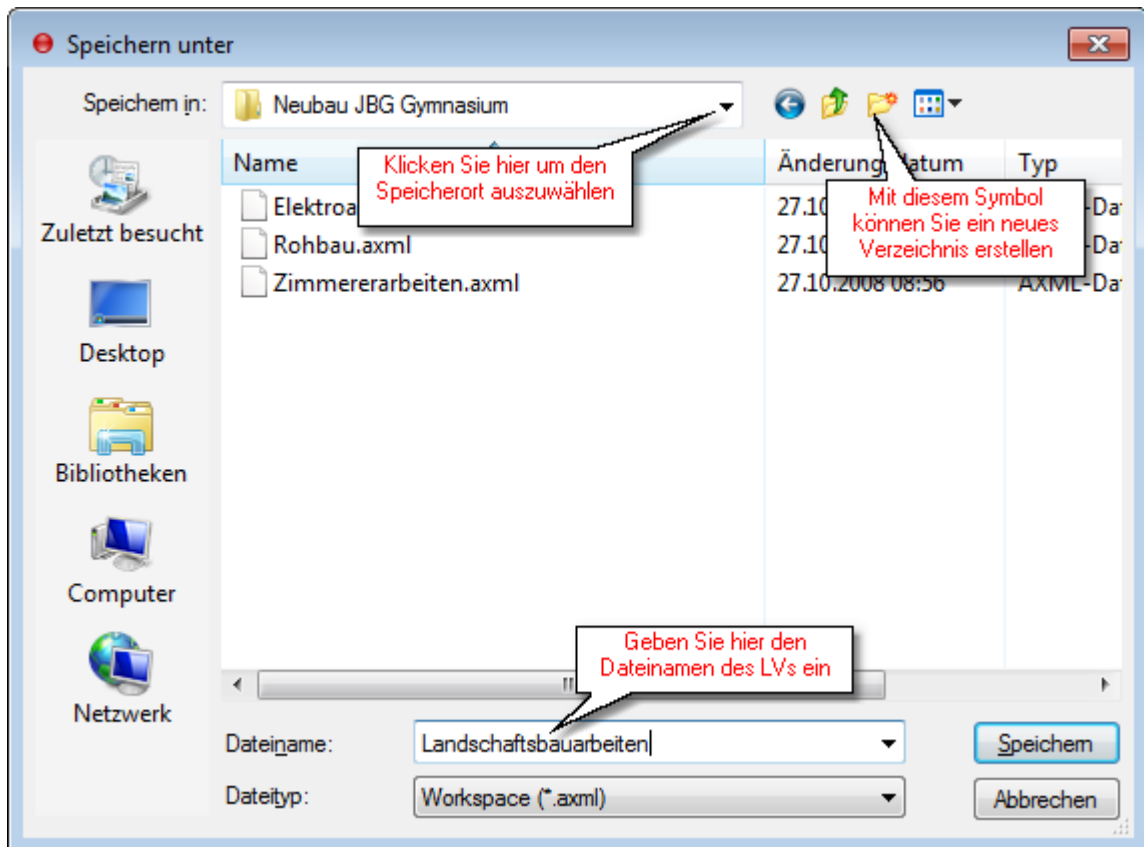 Speichern unter
Speichern in:
Neubau JBG Gymnasium
Klicken Sie hier um den
Speicherort auszuwählen
Mit diesem Symbol
können Sie ein neues
Verzeichnis erstellen
Name
Typ
Rohbau.axml
Zimmererarbeiten.axml
27.10.2008 08:56
Zuletzt besucht
Desktop
Bibliotheken
Computer
Netzwerk
Geben Sie hier den
Dateinamen des LVs ein
Dateiname:
Landschaftsbauarbeiten
Speichern
Dateityp:
Workspace (*.axml)
Abbrechen